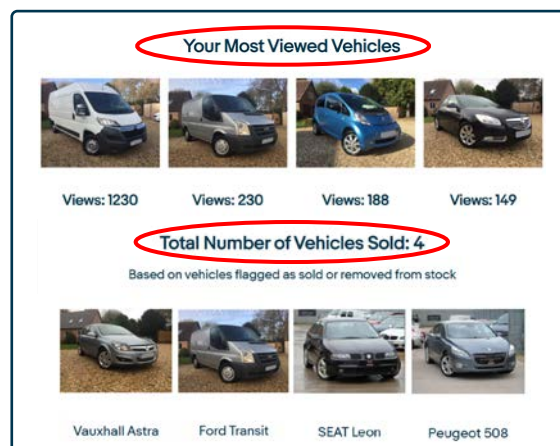 Your Most Viewed Vehicles
Views: 1230 Views: 230 Views: 188 Views: 149
Total Number of Vehicles Sold: 4
Based on vehicles flagged as sold or removed from stock
Vauxhall Astra Ford Transit SEAT Leon Peugeot 508